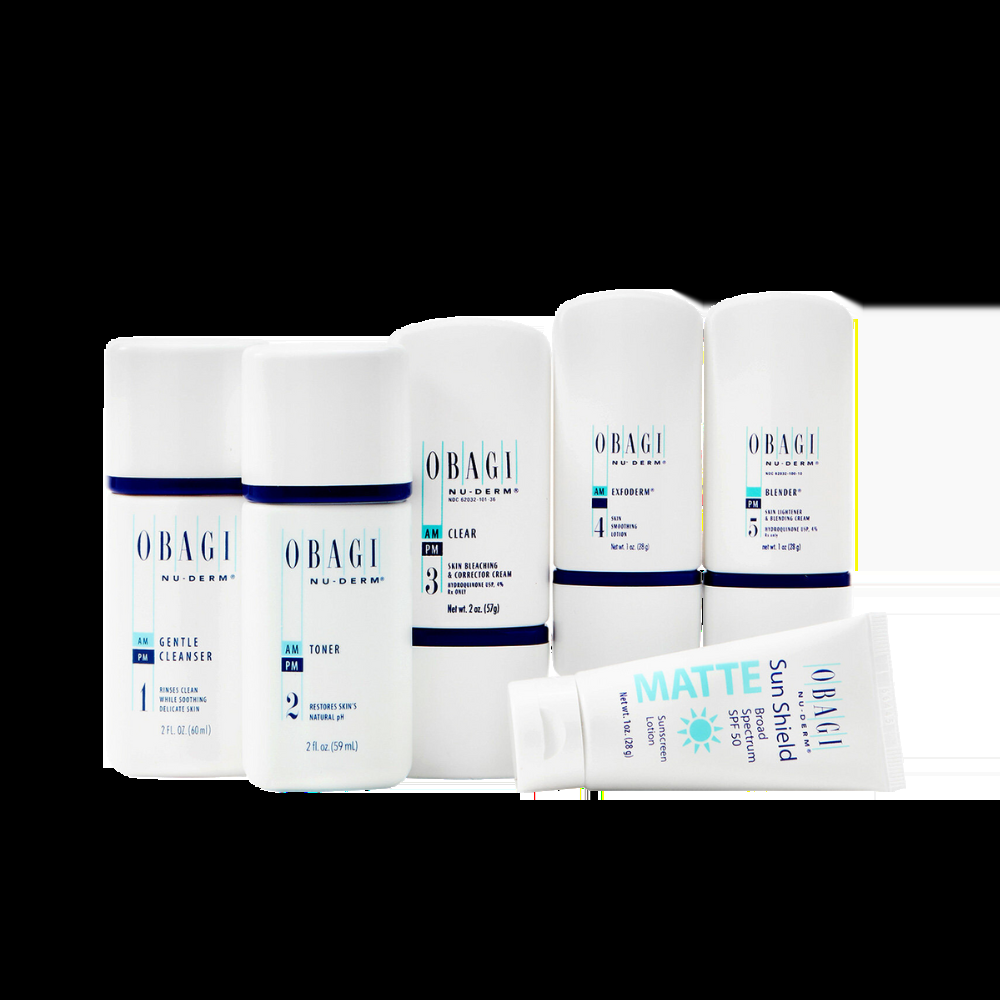 OBAGI
NU-DERM®
AM
PM
GENTLE
CLEANSER
1
RINSES CLEAN
WHILE SOOTHING
DELICATE SKIN
2 FL. OZ. (60 ml)
OBAGI
NU-DERM®
AM
PM
TONER
2
RESTORES SKIN'S
NATURAL pH
2 fl. oz. (59 mL)
OBAGI
NU-DERM®
NDC 62032-101-36
AM
PM
CLEAR
3
SKIN BLEACHING
& CORRECTOR CREAM
HYDROQUINONE USP, 4%
Rx ONLY
Net wt. 2 oz. (57g)
OBAGI
NU-DERM®
AM
EXFODERM®
4
SKIN
SMOOTHING
LOTION
Net wt. 1 oz. (28 g)
OBAGI
NU-DERM®
PM
BLENDER®
5
SKIN LIGHTENER
& BLENDING CREAM
HYDROQUINONE USP, 4%
Rx only
net wt. 1 oz (28 g)
OBAGI
NU-DERM®
MATTE
Sun Shield
Broad
Spectrum
SPF 50
Sunscreen
Lotion
Net wt. 1 oz. (28 g)